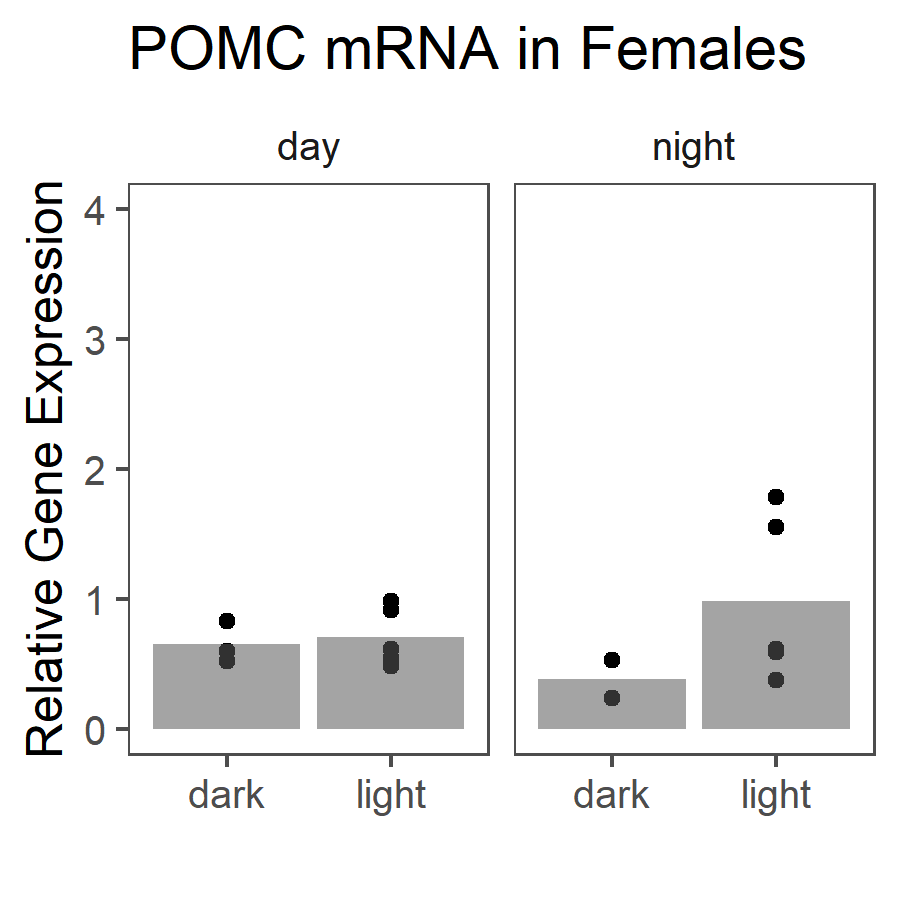 POMC mRNA in Females
day
night
Relative Gene Expression
4
3
2
1
0
dark
light
dark
light